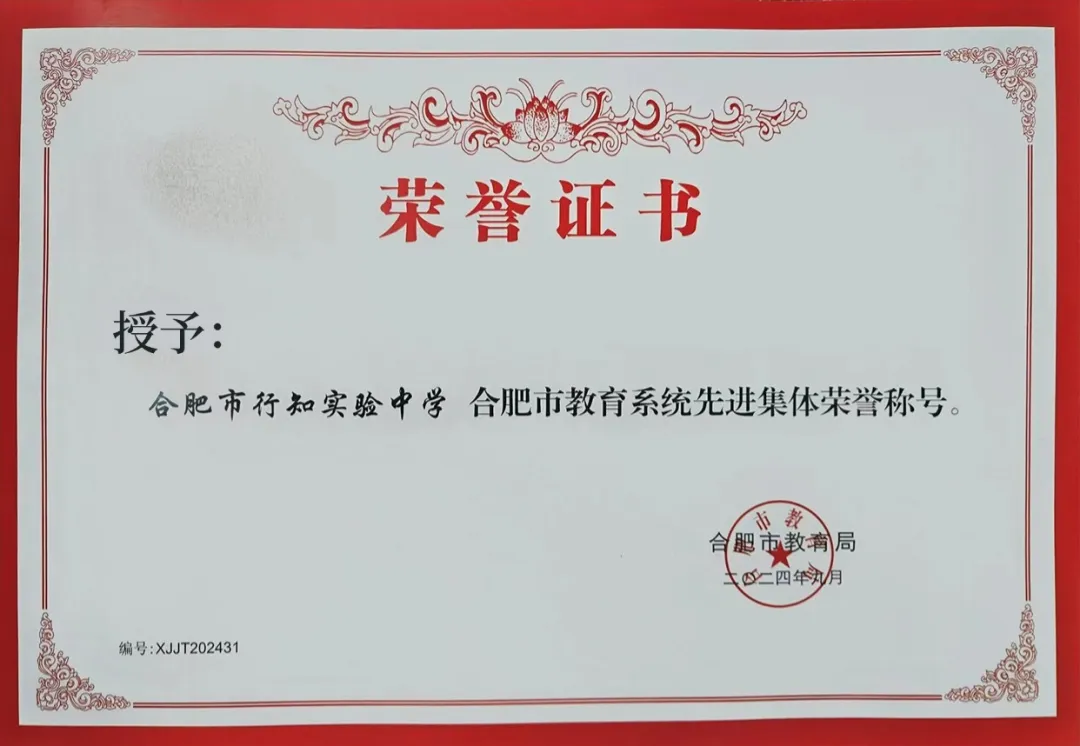 荣誉证书
授予：
合肥市行知实验中学 合肥市教育系统先进集体荣誉称号。
合肥市教育局
二〇二四年九月
编号:XJJT202431